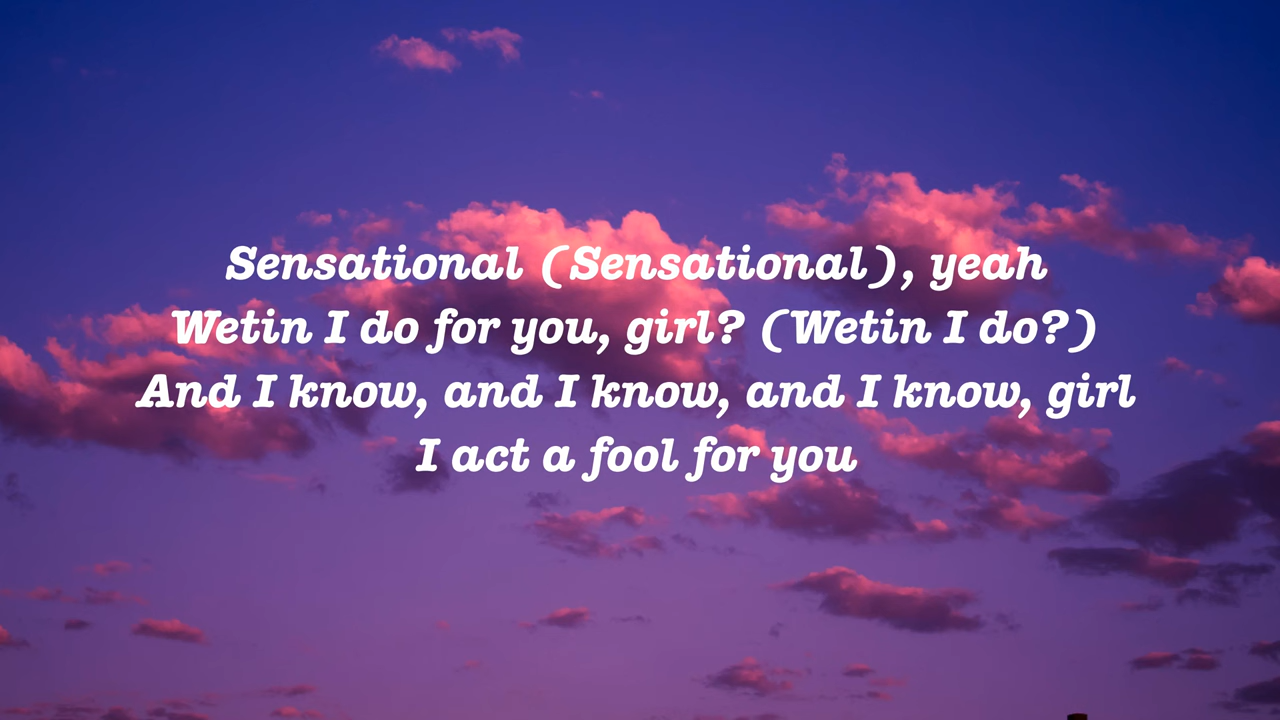 Sensational (Sensational), yeah
Wetin I do for you, girl? (Wetin I do?)
And I know, and I know, and I know, girl
I act a fool for you